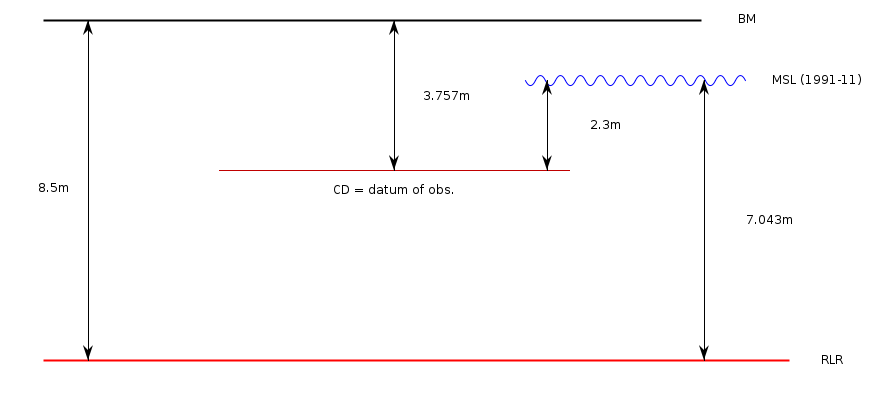 BM
MSL (1991-11)
3.757m
2.3m
8.5m
CD = datum of obs.
7.043m
RLR